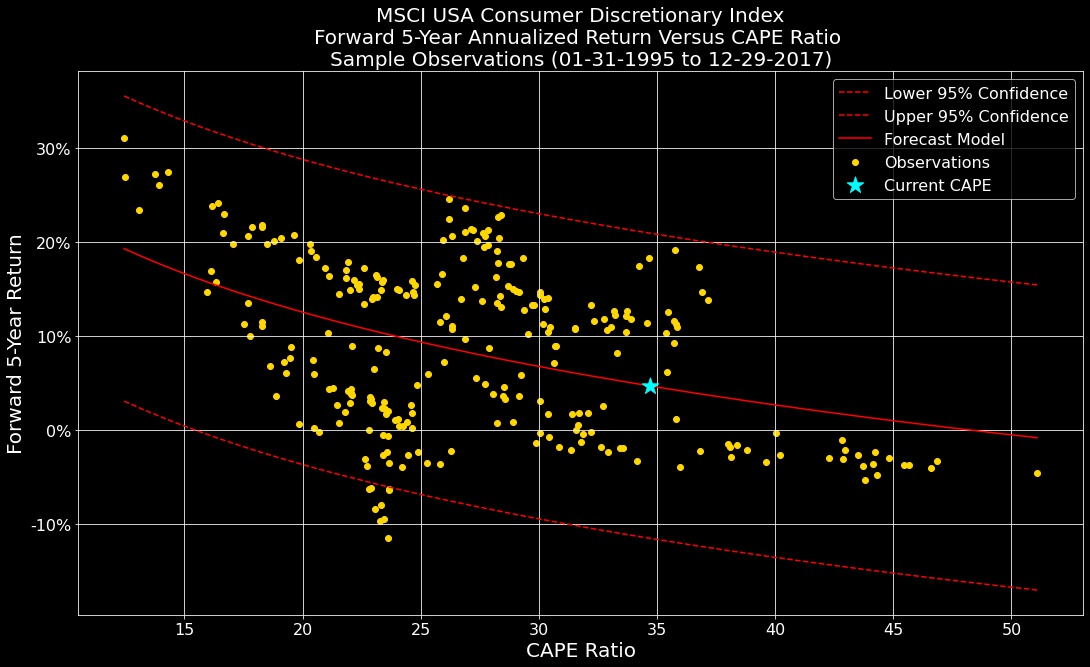 MSCI USA Consumer Discretionary Index
Forward 5-Year Annualized Return Versus CAPE Ratio
Sample Observations (01-31-1995 to 12-29-2017)
Lower 95% Confidence
Upper 95% Confidence
Forecast Model
Observations
Current CAPE
Forward 5-Year Return
30%
20%
10%
0%
-10%
15 20 25 30 35 40 45 50
CAPE Ratio